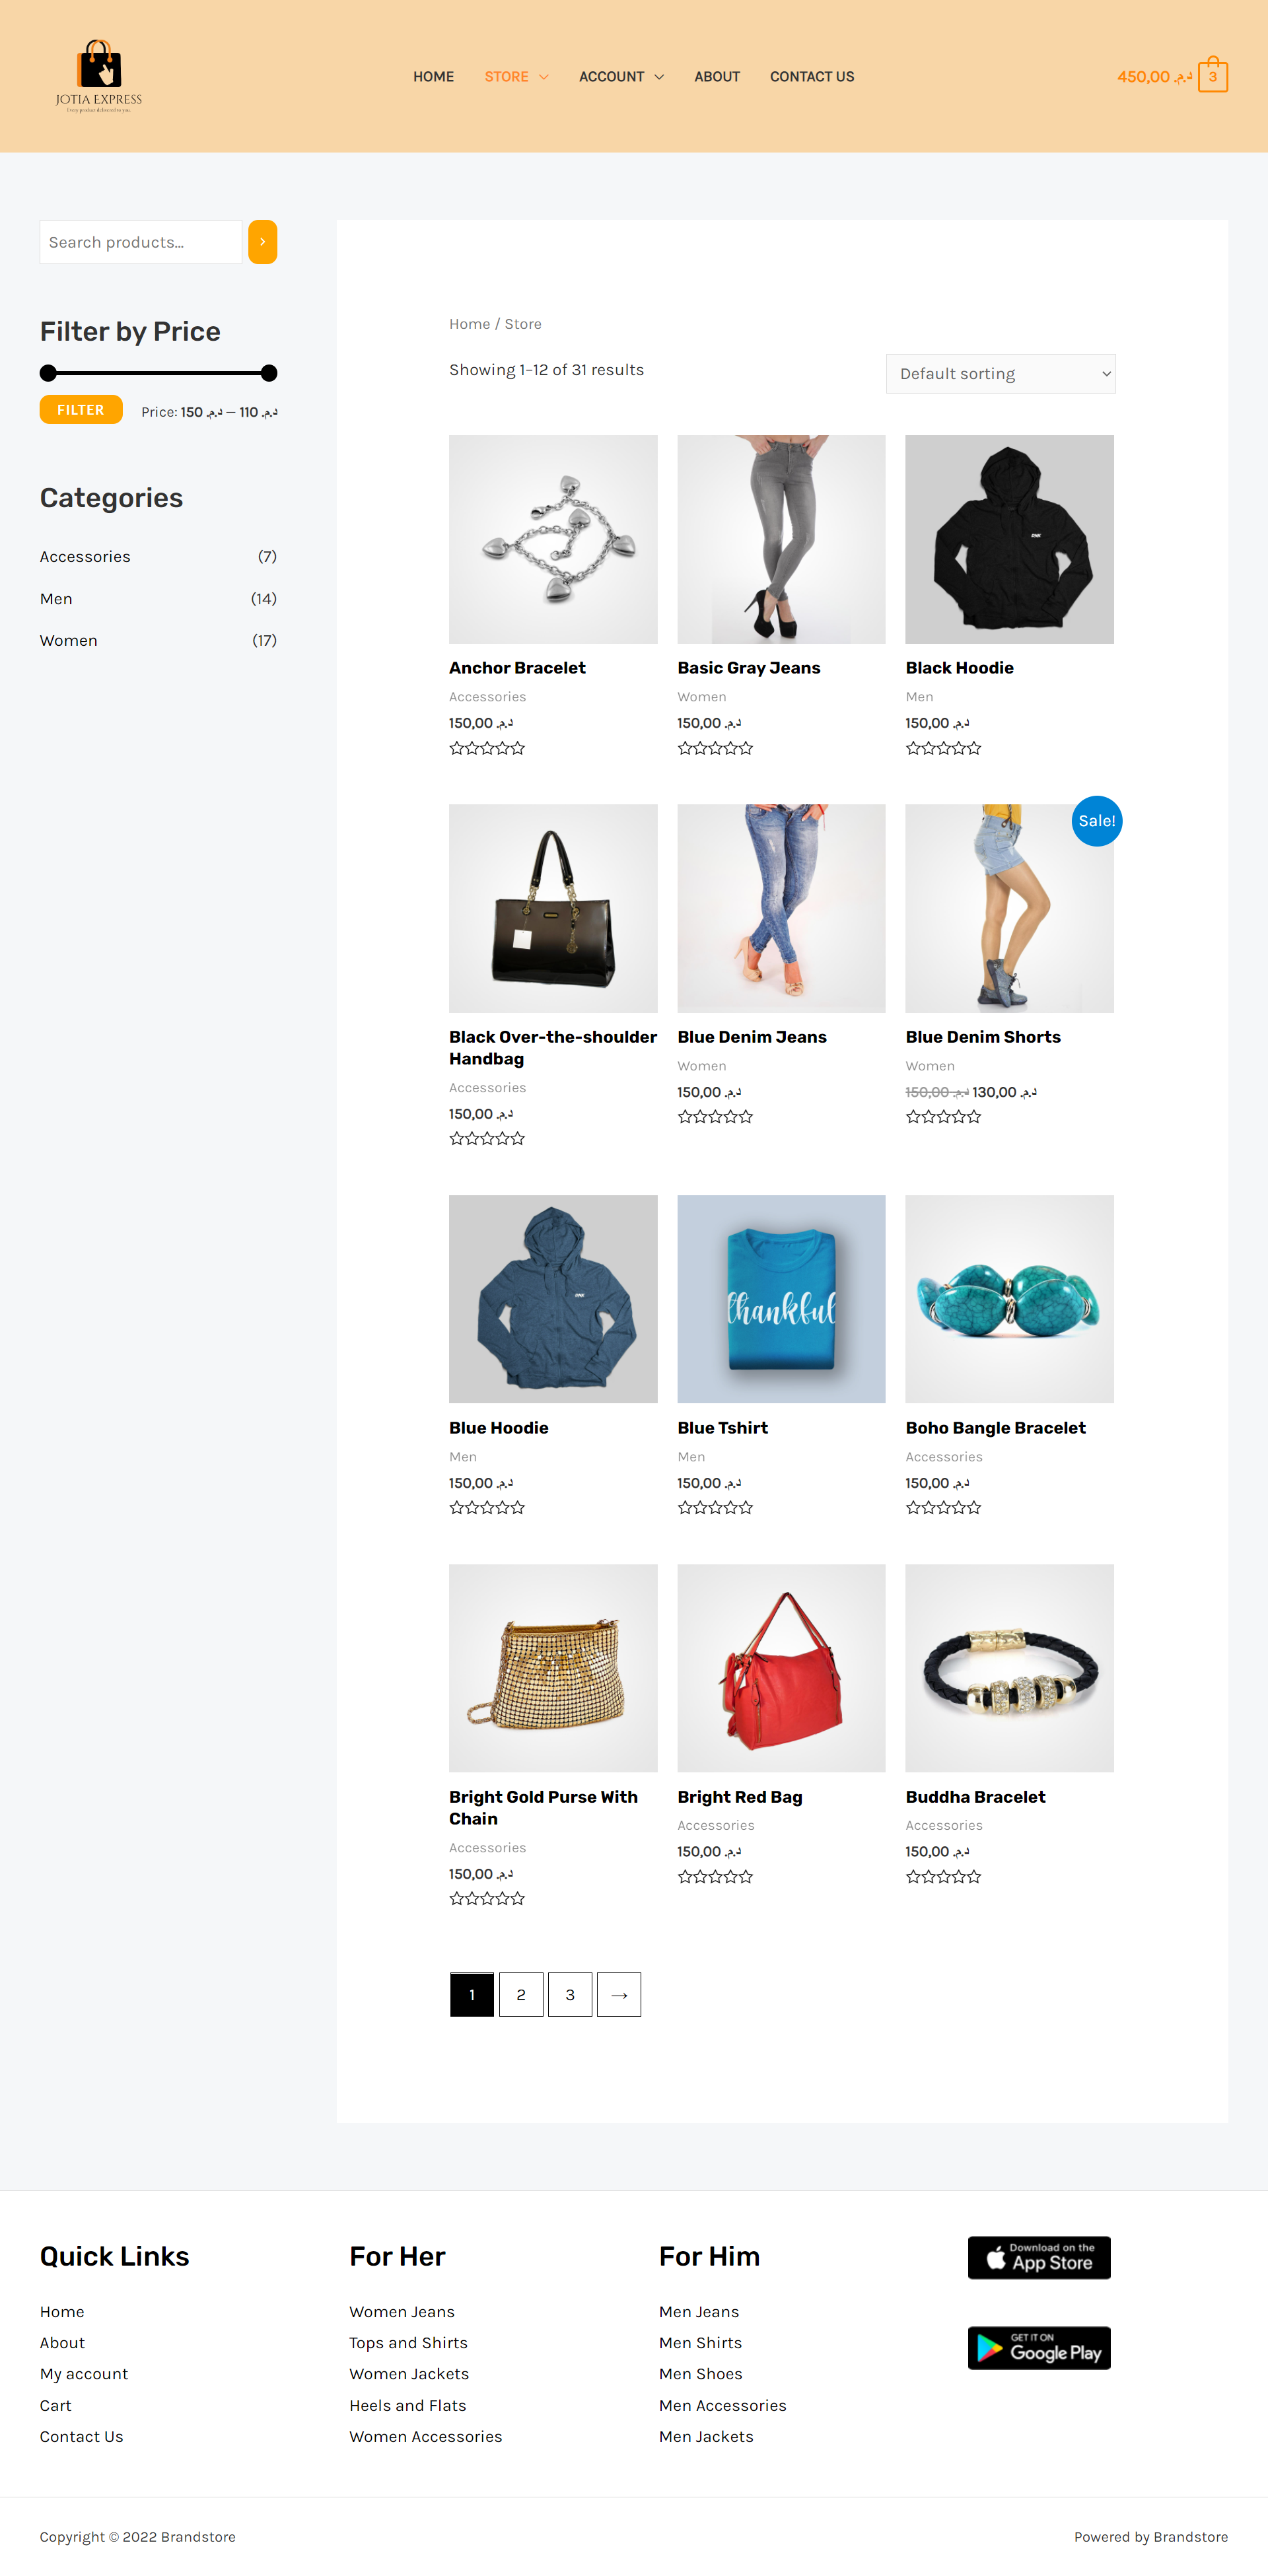 JOTIA EXPRESS
Every product delivered to you.
HOME
STORE
ACCOUNT
ABOUT
CONTACT US
450,00 د.م.
3
Search products…
Filter by Price
FILTER
Price: 150 د.م. — 110 د.م.
Categories
Accessories (7)
Men (14)
Women (17)
Home / Store
Showing 1–12 of 31 results
Default sorting
Anchor Bracelet
Accessories
150,00 د.م.
Basic Gray Jeans
Women
150,00 د.م.
Black Hoodie
Men
150,00 د.م.
Black Over-the-shoulder
Handbag
Accessories
150,00 د.م.
Blue Denim Jeans
Women
150,00 د.م.
Sale!
Blue Denim Shorts
Women
150,00 د.م. 130,00 د.م.
Blue Hoodie
Men
150,00 د.م.
thankful
Blue Tshirt
Men
150,00 د.م.
Boho Bangle Bracelet
Accessories
150,00 د.م.
Bright Gold Purse With
Chain
Accessories
150,00 د.م.
Bright Red Bag
Accessories
150,00 د.م.
Buddha Bracelet
Accessories
150,00 د.م.
1 2 3 →
Quick Links
Home
About
My account
Cart
Contact Us
For Her
Women Jeans
Tops and Shirts
Women Jackets
Heels and Flats
Women Accessories
For Him
Men Jeans
Men Shirts
Men Shoes
Men Accessories
Men Jackets
Download on the
App Store
GET IT ON
Google Play
Copyright © 2022 Brandstore
Powered by Brandstore